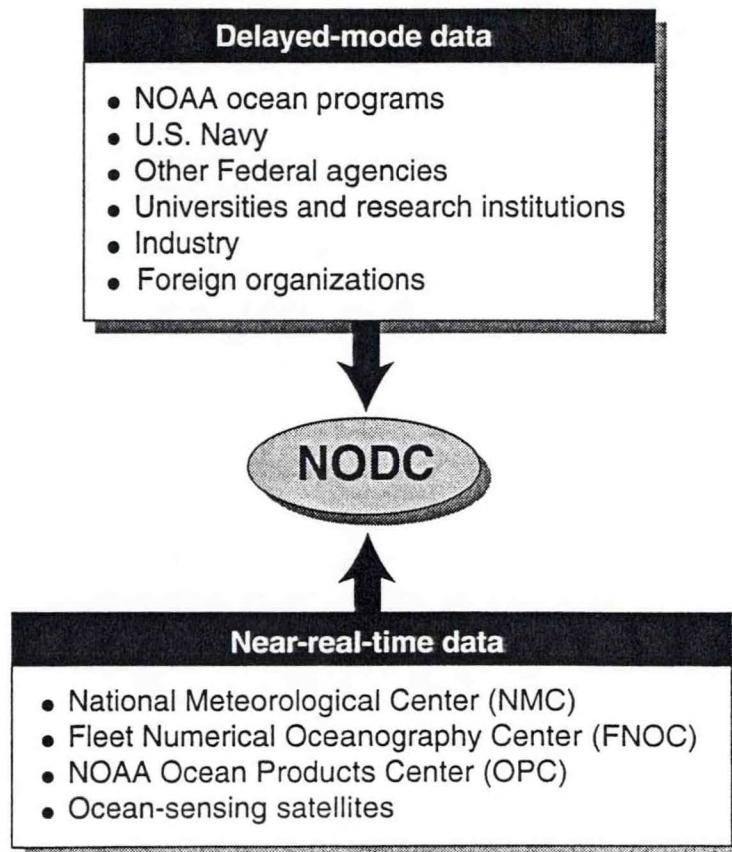 Delayed-mode data
• NOAA ocean programs
• U.S. Navy
• Other Federal agencies
• Universities and research institutions
• Industry
• Foreign organizations
NODC
Near-real-time data
• National Meteorological Center (NMC)
• Fleet Numerical Oceanography Center (FNOC)
• NOAA Ocean Products Center (OPC)
• Ocean-sensing satellites